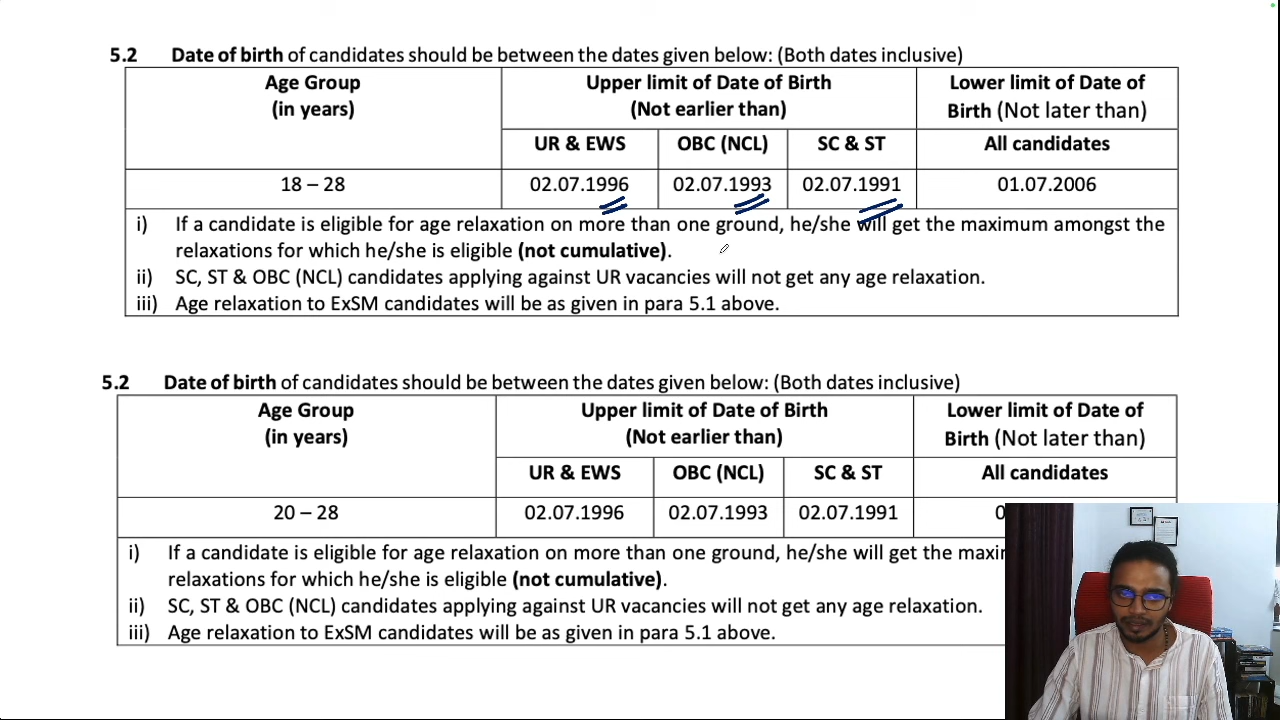 5.2 Date of birth of candidates should be between the dates given below: (Both dates inclusive)
Age Group Upper limit of Date of Birth Lower limit of Date of
(in years) (Not earlier than) Birth (Not later than)
UR & EWS OBC (NCL) SC & ST All candidates
18 – 28 02.07.1996 02.07.1993 02.07.1991 01.07.2006
i) If a candidate is eligible for age relaxation on more than one ground, he/she will get the maximum amongst the
relaxations for which he/she is eligible (not cumulative).
ii) SC, ST & OBC (NCL) candidates applying against UR vacancies will not get any age relaxation.
iii) Age relaxation to ExSM candidates will be as given in para 5.1 above.
5.2 Date of birth of candidates should be between the dates given below: (Both dates inclusive)
Age Group Upper limit of Date of Birth Lower limit of Date of
(in years) (Not earlier than) Birth (Not later than)
UR & EWS OBC (NCL) SC & ST All candidates
20 – 28 02.07.1996 02.07.1993 02.07.1991
i) If a candidate is eligible for age relaxation on more than one ground, he/she will get the
relaxations for which he/she is eligible (not cumulative).
ii) SC, ST & OBC (NCL) candidates applying against UR vacancies will not get any age relaxation.
iii) Age relaxation to ExSM candidates will be as given in para 5.1 above.